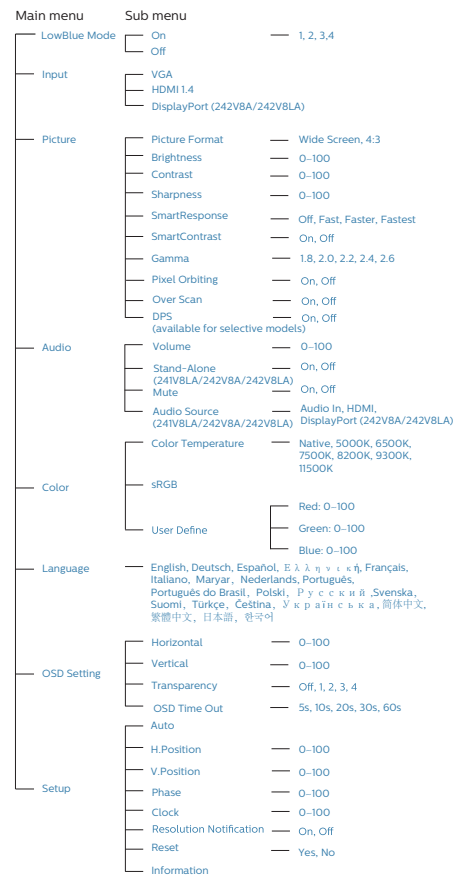 Main menu Sub menu
LowBlue Mode On 1, 2, 3,4
Off
Input VGA
HDMI 1.4
DisplayPort (242V8A/242V8LA)
Picture Picture Format Wide Screen, 4:3
Brightness 0-100
Contrast 0-100
Sharpness 0-100
SmartResponse Off, Fast, Faster, Fastest
SmartContrast On, Off
Gamma 1.8, 2.0, 2.2, 2.4, 2.6
Pixel Orbiting On, Off
Over Scan On, Off
DPS On, Off
(available for selective models)
Audio Volume 0-100
Stand-Alone On, Off
(241V8LA/242V8A/242V8LA)
Mute On, Off
Audio Source Audio In, HDMI,
(241V8LA/242V8A/242V8LA) DisplayPort (242V8A/242V8LA)
Color Temperature Native, 5000K, 6500K,
7500K, 8200K, 9300K,
11500K
Color sRGB
Red: 0-100
User Define Green: 0-100
Blue: 0-100
Language English, Deutsch, Español, Ελληνική, Français,
Italiano, Maryar, Nederlands, Português,
Português do Brasil, Polski, Русский ,Svenska,
Suomi, Türkçe, Čeština, Українська, 简体中文,
繁體中文, 日本語, 한국어
Horizontal 0-100
Vertical 0-100
OSD Setting
Transparency Off, 1, 2, 3, 4
OSD Time Out 5s, 10s, 20s, 30s, 60s
Auto
H.Position 0-100
V.Position 0-100
Setup
Phase 0-100
Clock 0-100
Resolution Notification On, Off
Reset Yes, No
Information